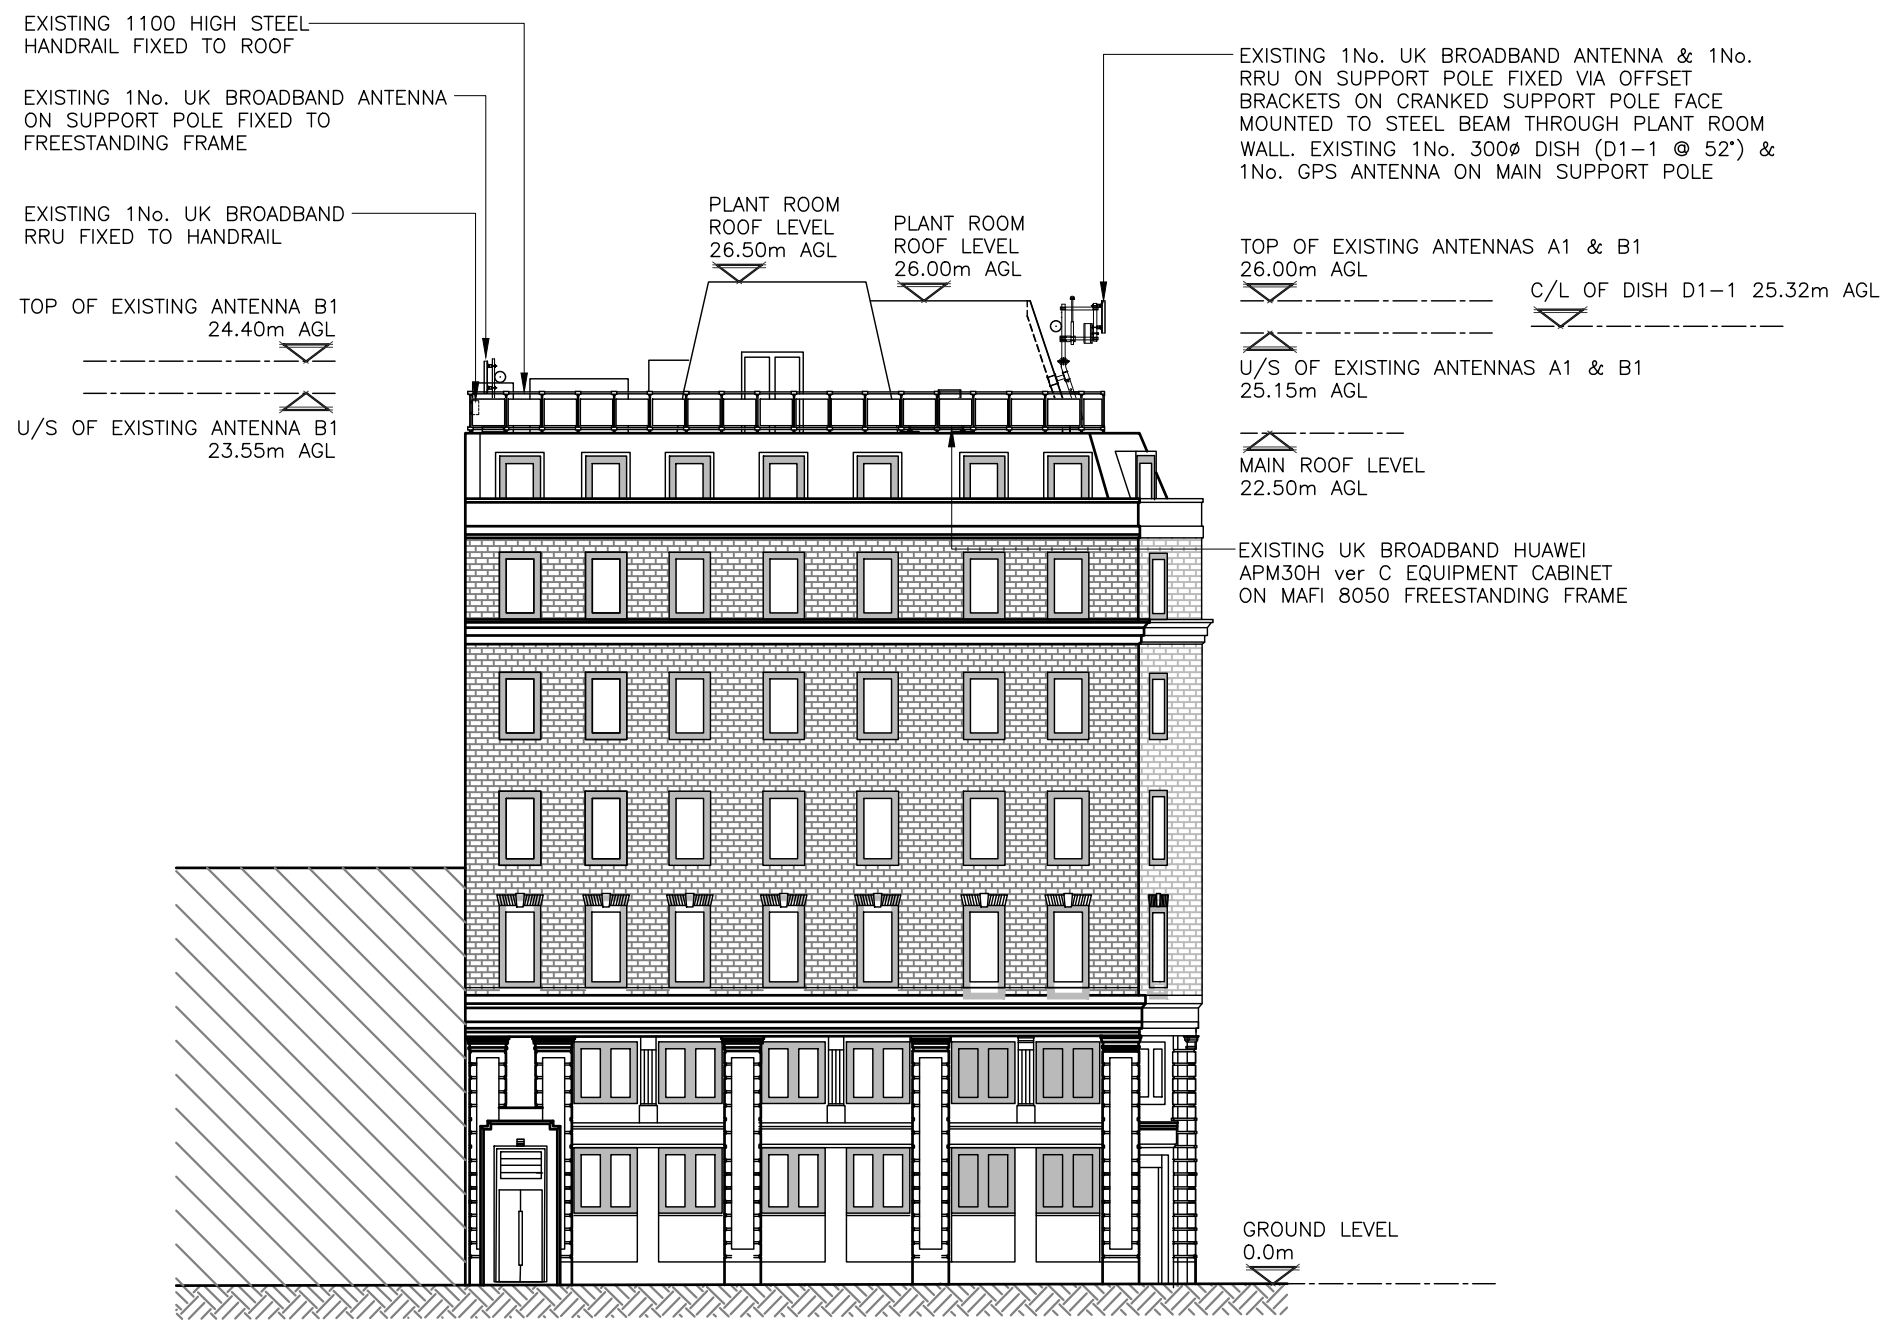 EXISTING 1100 HIGH STEEL
HANDRAIL FIXED TO ROOF
EXISTING 1No. UK BROADBAND ANTENNA
ON SUPPORT POLE FIXED TO
FREESTANDING FRAME
EXISTING 1No. UK BROADBAND
RRU FIXED TO HANDRAIL
TOP OF EXISTING ANTENNA B1
24.40m AGL
U/S OF EXISTING ANTENNA B1
23.55m AGL
PLANT ROOM
ROOF LEVEL
26.50m AGL
PLANT ROOM
ROOF LEVEL
26.00m AGL
EXISTING 1No. UK BROADBAND ANTENNA & 1No.
RRU ON SUPPORT POLE FIXED VIA OFFSET
BRACKETS ON CRANKED SUPPORT POLE FACE
MOUNTED TO STEEL BEAM THROUGH PLANT ROOM
WALL. EXISTING 1No. 300ø DISH (D1-1 @ 52°) &
1No. GPS ANTENNA ON MAIN SUPPORT POLE
TOP OF EXISTING ANTENNAS A1 & B1
26.00m AGL
C/L OF DISH D1-1 25.32m AGL
U/S OF EXISTING ANTENNAS A1 & B1
25.15m AGL
MAIN ROOF LEVEL
22.50m AGL
EXISTING UK BROADBAND HUAWEI
APM30H ver C EQUIPMENT CABINET
ON MAFI 8050 FREESTANDING FRAME
GROUND LEVEL
0.0m